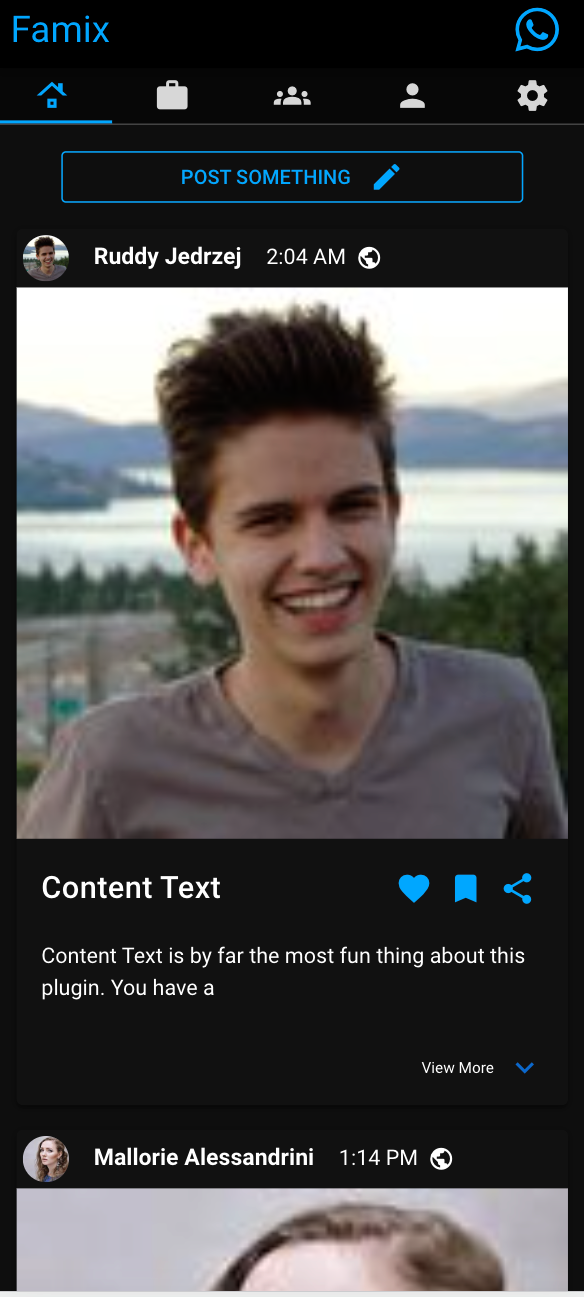 Famix
POST SOMETHING
Ruddy Jedrzej 2:04 AM
Content Text
Content Text is by far the most fun thing about this
plugin. You have a
View More
Mallorie Alessandrini 1:14 PM